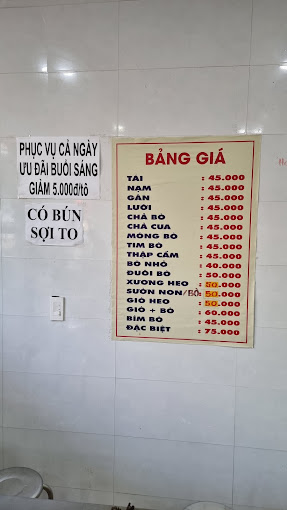 PHỤC VỤ CẢ NGÀY
ƯU ĐÃI BUỔI SÁNG
GIẢM 5.000đ/tô
CÓ BÚN
SỢI TO
BẢNG GIÁ
TÁI : 45.000
NẠM : 45.000
GÂN : 45.000
LƯỠI : 45.000
CHẢ BÒ : 45.000
CHẢ CUA : 45.000
MÓNG BÒ : 45.000
TIM BÒ : 45.000
THẬP CẨM : 45.000
BÒ NHỎ : 40.000
ĐUÔI BÒ : 50.000
XƯƠNG HEO : 50.000
SƯỜN NON/BÒ : 50.000
GIÒ HEO : 50.000
GIÒ + BÒ : 60.000
BÍM BÒ : 45.000
ĐẶC BIỆT : 75.000